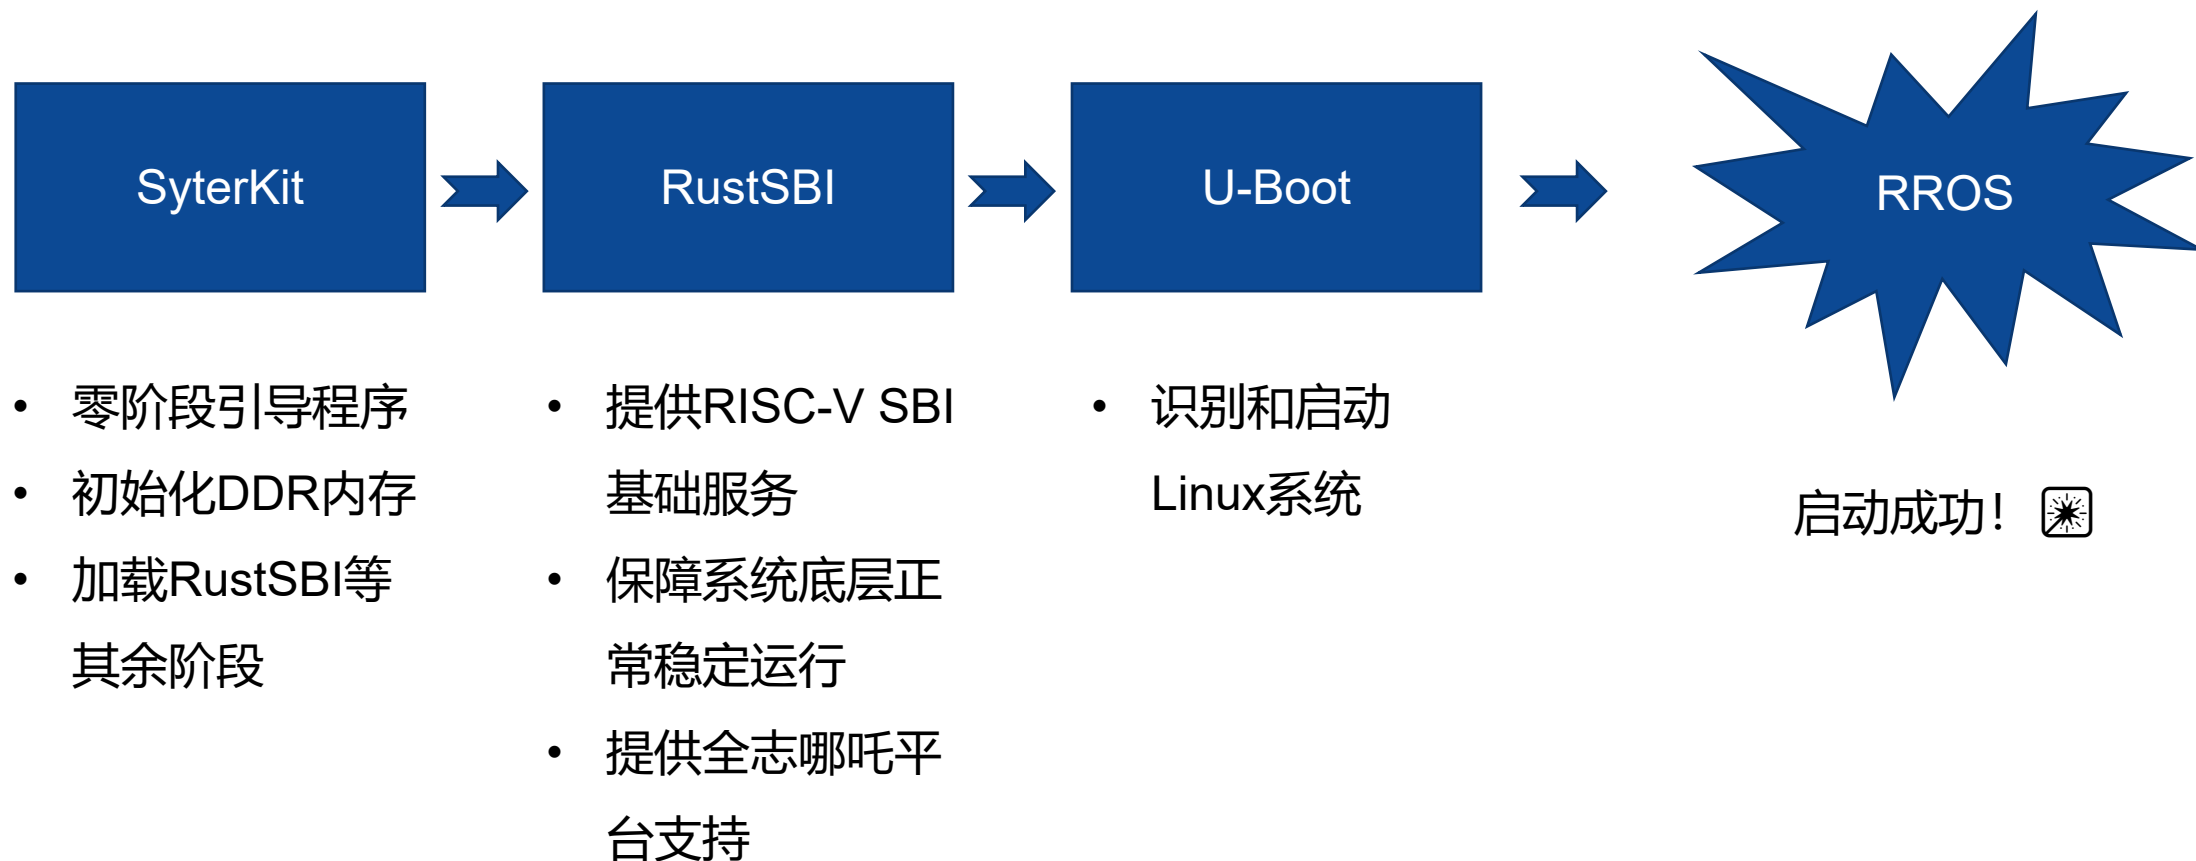 SyterKit
RustSBI
U-Boot
RROS
• 零阶段引导程序
• 初始化DDR内存
• 加载RustSBI等
其余阶段
• 提供RISC-V SBI
基础服务
• 保障系统底层正
常稳定运行
• 提供全志哪吒平
台支持
• 识别和启动
Linux系统
启动成功！🎆